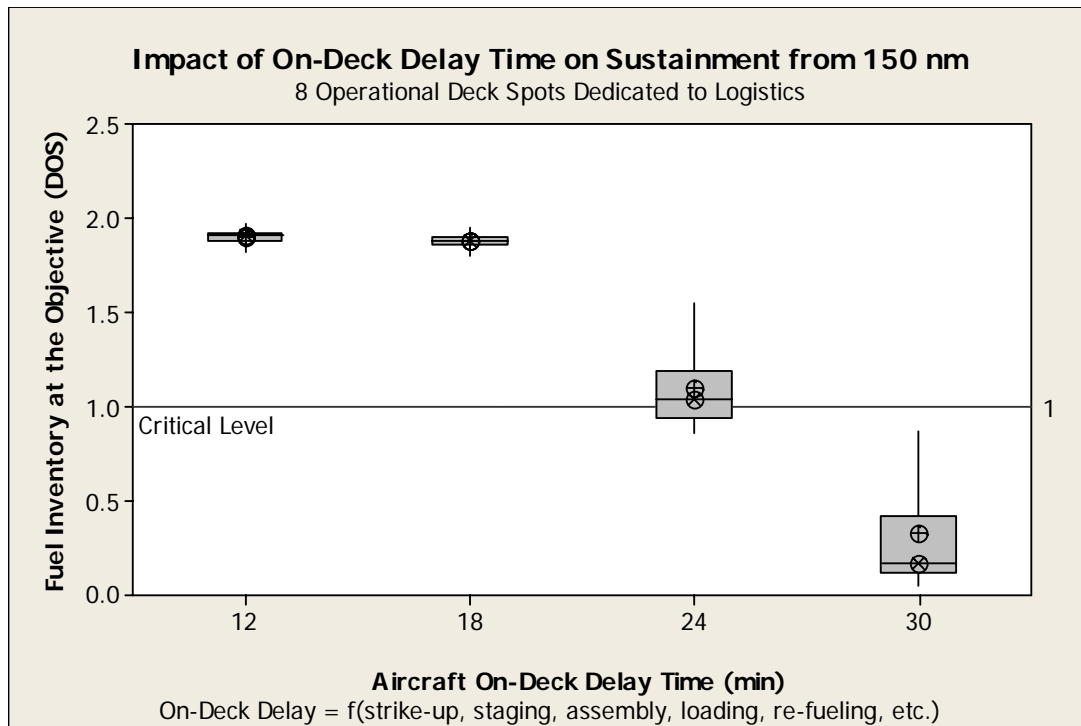 Impact of On-Deck Delay Time on Sustainment from 150 nm
8 Operational Deck Spots Dedicated to Logistics
Fuel Inventory at the Objective (DOS)
2.5
2.0
1.5
1.0
0.5
0.0
Critical Level
1
12 18 24 30
Aircraft On-Deck Delay Time (min)
On-Deck Delay = f(strike-up, staging, assembly, loading, re-fueling, etc.)